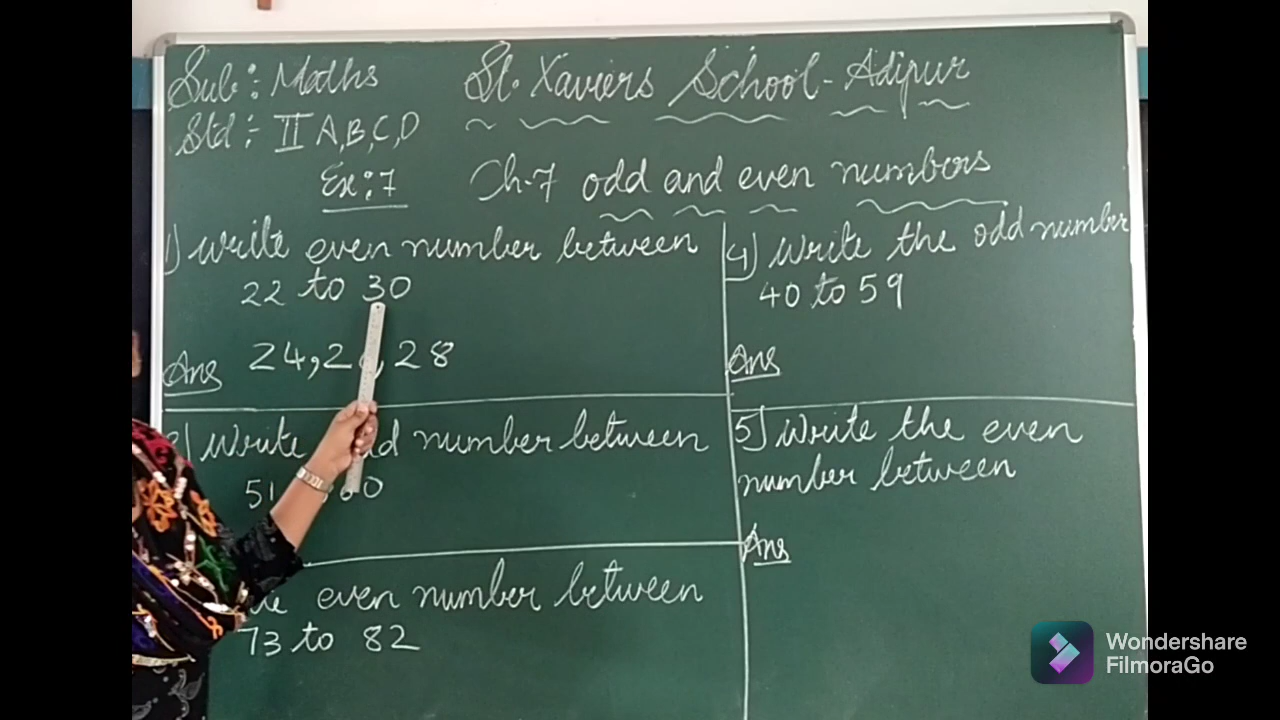 Sub: Maths
St. Xaviers School - Adipur
Std:- II A,B,C,D
Ex:7
Ch-7 odd and even numbers
1) Write even number between
22 to 30
Ans 24, 28
Write number between
51 60
even number between
73 to 82
4) Write the odd number
40 to 59
Ans
5) Write the even
number between
Ans
Wondershare
FilmoraGo